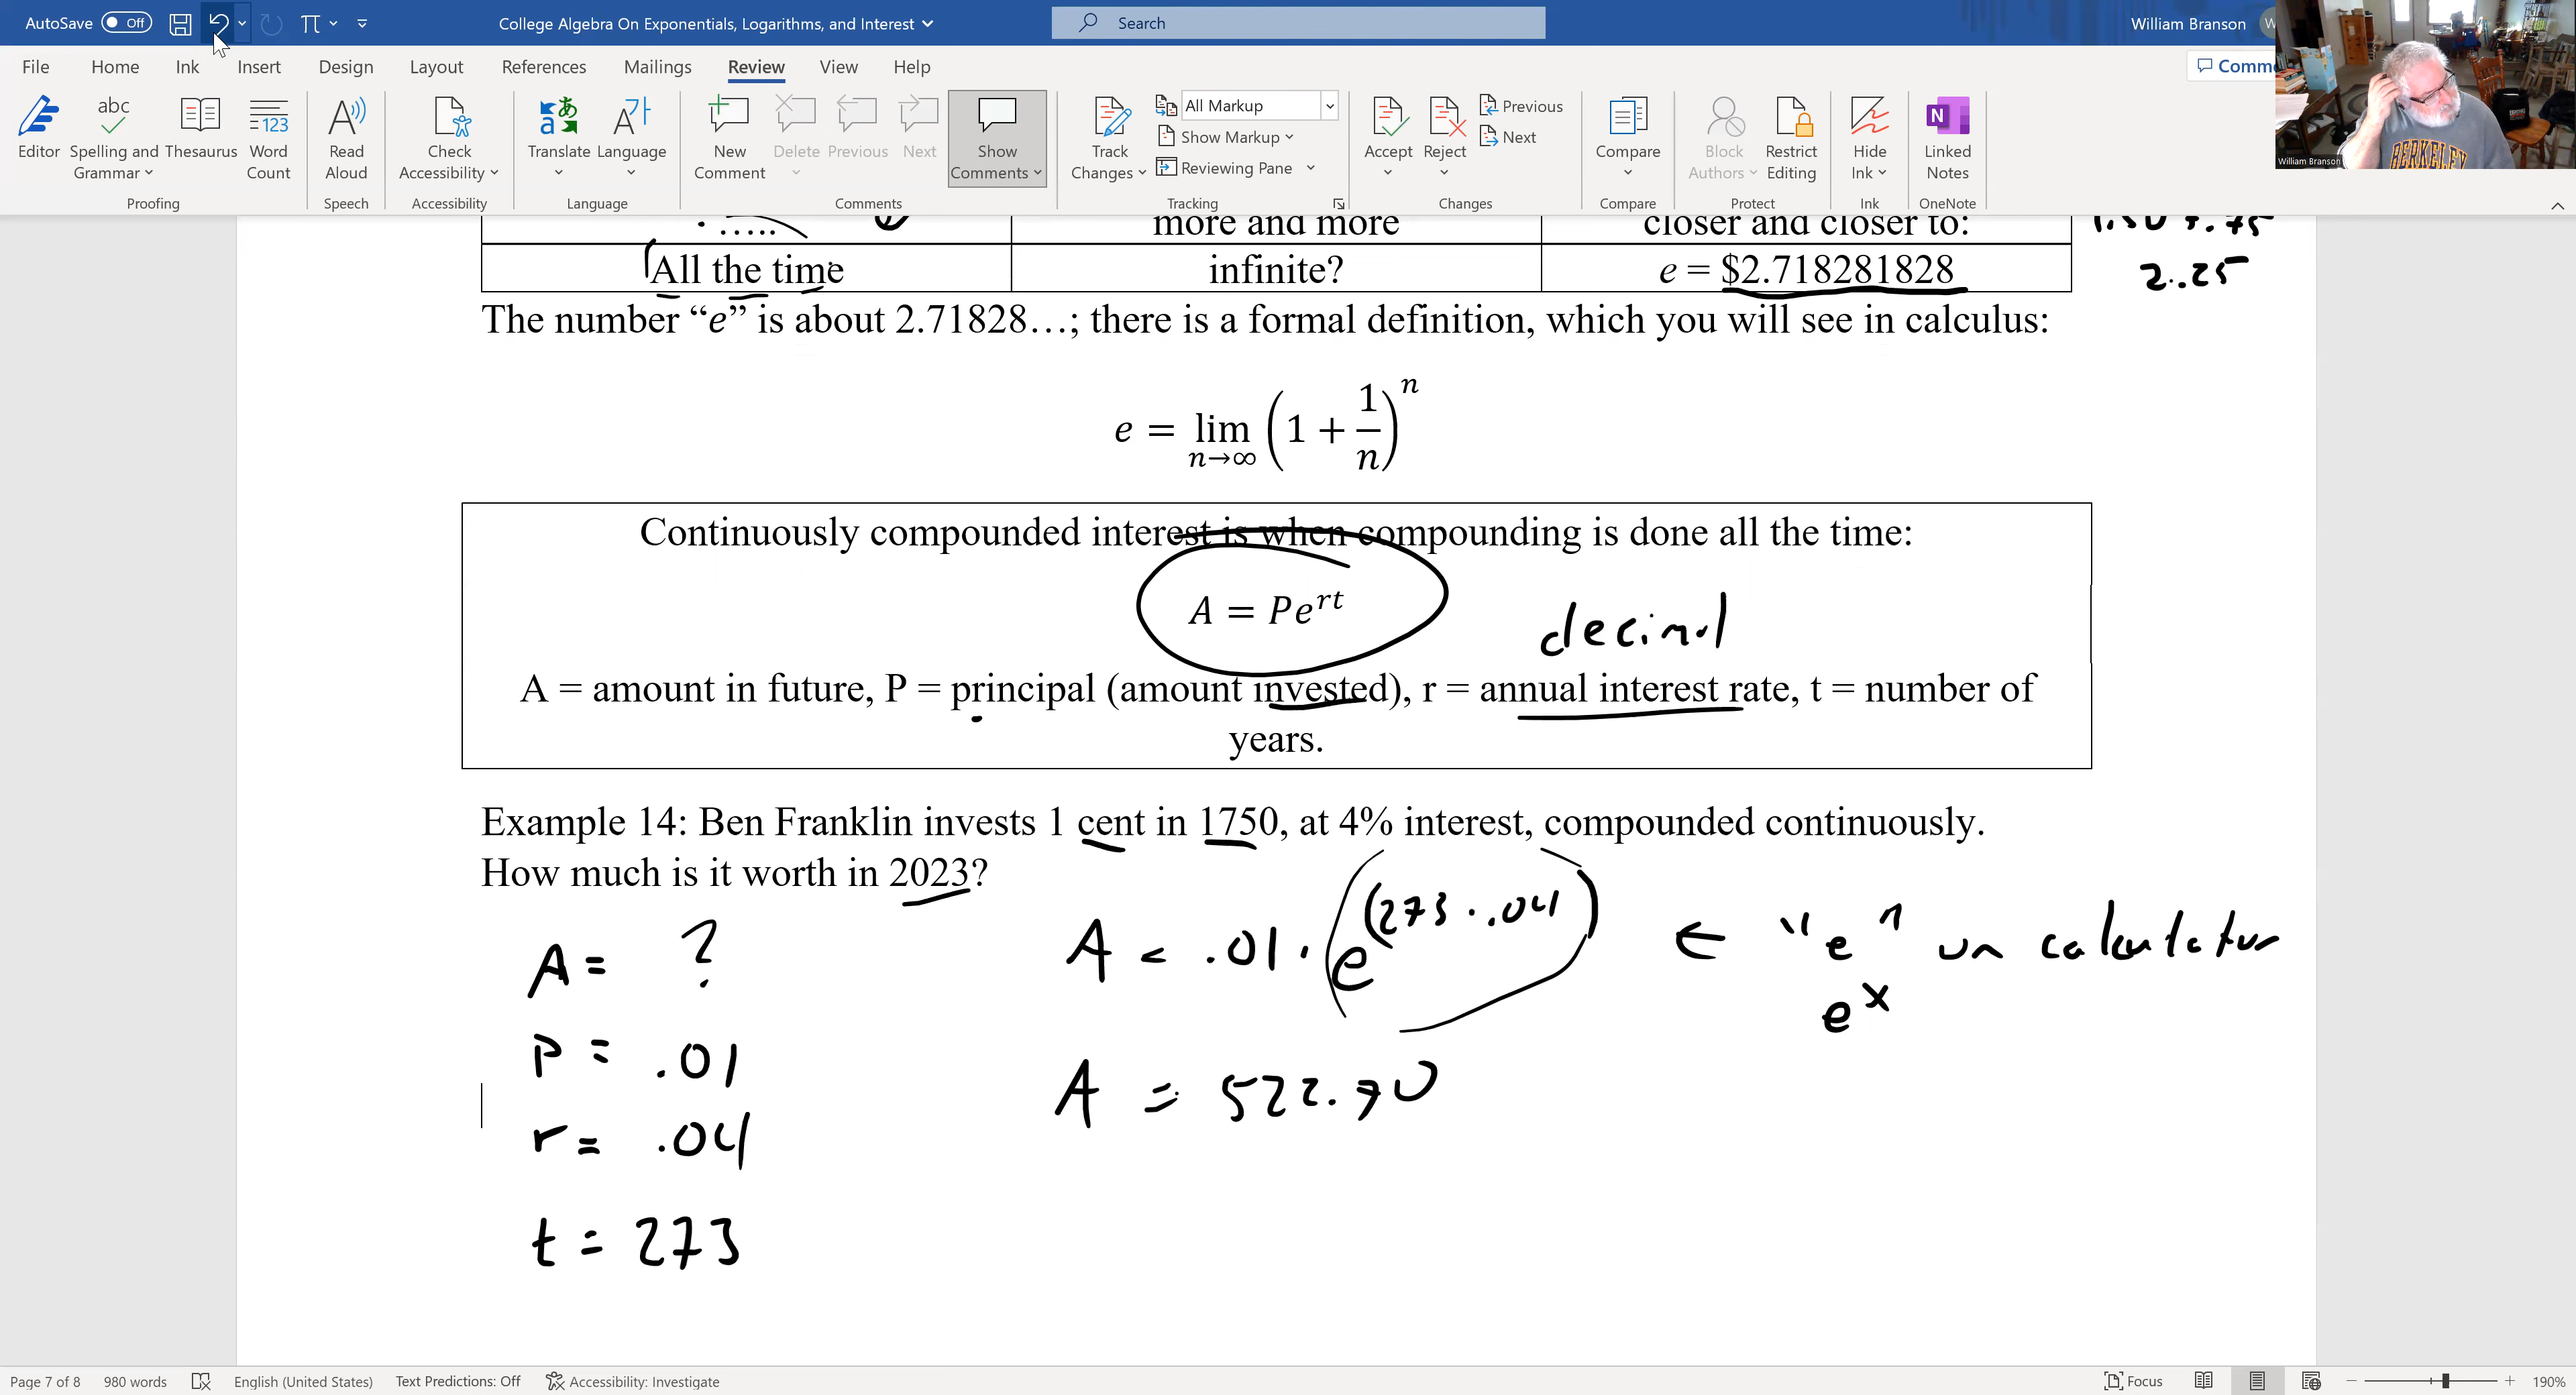 AutoSave Off College Algebra On Exponentials, Logarithms, and Interest Search William Branson W
File Home Ink Insert Design Layout References Mailings Review View Help Comme
Editor Spelling and Grammar Thesaurus Word Count Read Aloud Check Accessibility Translate Language New Comment Delete Previous Next Show Comments Track Changes All Markup Show Markup Reviewing Pane Accept Reject Previous Next Compare Block Authors Restrict Editing Hide Ink Linked Notes
Proofing Speech Accessibility Language Comments Tracking Changes Compare Protect Ink OneNote
William Branson
BERKELEY
..... more and more closer and closer to:
All the time infinite? e = $2.718281828 2.25
The number “e” is about 2.71828…; there is a formal definition, which you will see in calculus:
e = lim n→∞ (1 + 1/n)^n
Continuously compounded interest is when compounding is done all the time:
A = Pe^rt
decimal
A = amount in future, P = principal (amount invested), r = annual interest rate, t = number of
years.
Example 14: Ben Franklin invests 1 cent in 1750, at 4% interest, compounded continuously.
How much is it worth in 2023?
A = ?
P = .01
r = .04
t = 273
A = .01 · e^(273 · .04) ← "e" on calculator
e^x
A = 522.70
Page 7 of 8 980 words English (United States) Text Predictions: Off Accessibility: Investigate Focus 190%